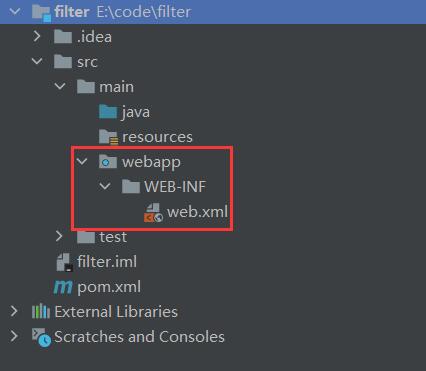 filter E:\code\filter
.idea
src
main
java
resources
webapp
WEB-INF
web.xml
test
filter.iml
pom.xml
External Libraries
Scratches and Consoles